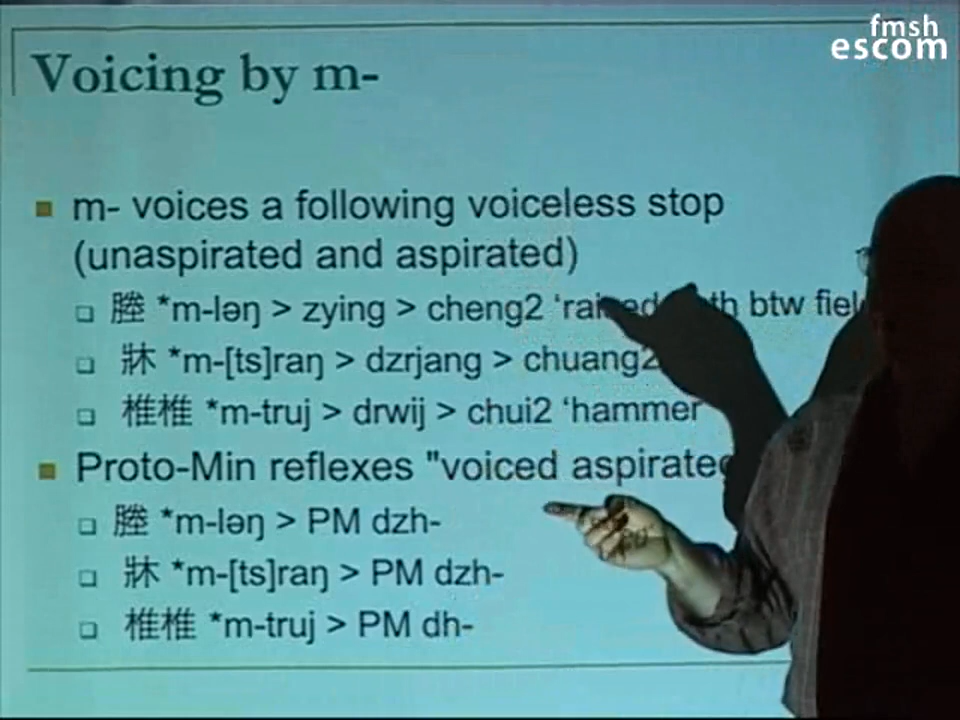 fmsh
escom
Voicing by m-
m- voices a following voiceless stop
(unaspirated and aspirated)
塍 *m-ləŋ > zying > cheng2 btw
牀 *m-[ts]raŋ > dzrjang > chuang2
椎椎 *m-truj > drwij > chui2 ‘hammer
Proto-Min reflexes "voiced
塍 *m-ləŋ > PM dzh-
牀 *m-[ts]raŋ > PM dzh-
椎椎 *m-truj > PM dh-